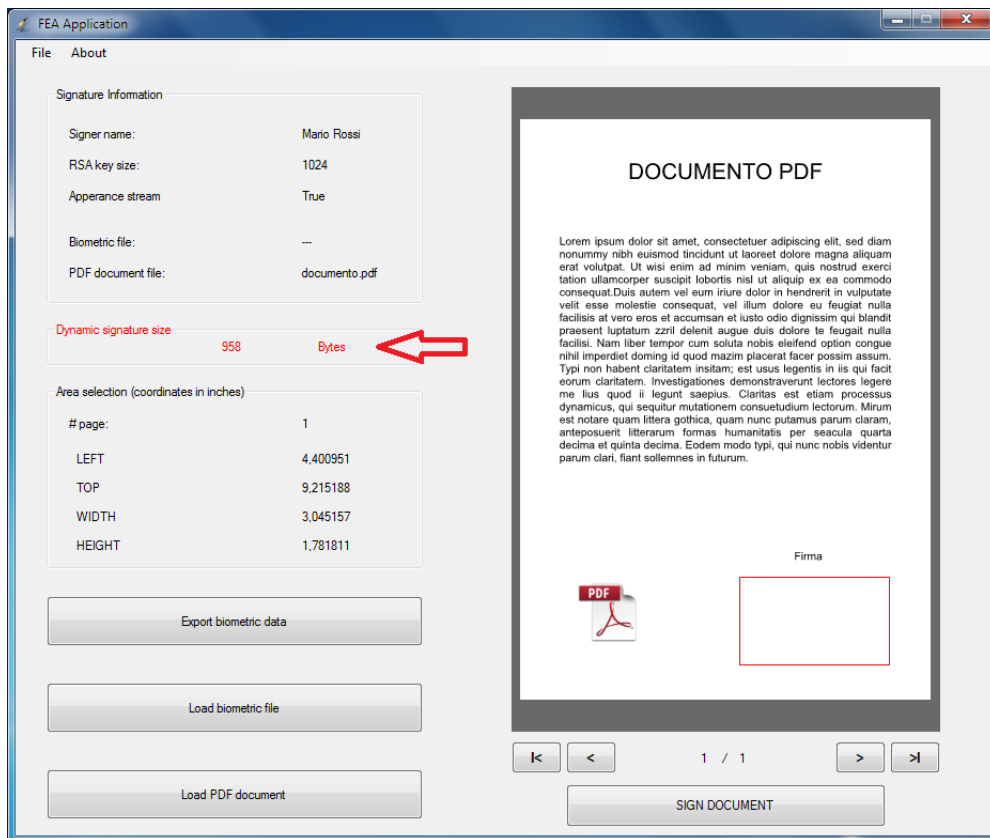 FEA Application
File About
Signature Information
Signer name: Mario Rossi
RSA key size: 1024
Apperance stream True
Biometric file: ---
PDF document file: documento.pdf
Dynamic signature size
958 Bytes
Area selection (coordinates in inches)
# page: 1
LEFT 4,400951
TOP 9,215188
WIDTH 3,045157
HEIGHT 1,781811
Export biometric data
Load biometric file
Load PDF document
DOCUMENTO PDF
Lorem ipsum dolor sit amet, consectetuer adipiscing elit, sed diam
nonummy nibh euismod tincidunt ut laoreet dolore magna aliquam
erat volutpat. Ut wisi enim ad minim veniam, quis nostrud exerci
tation ullamcorper suscipit lobortis nisl ut aliquip ex ea commodo
consequat.Duis autem vel eum iriure dolor in hendrerit in vulputate
velit esse molestie consequat, vel illum dolore eu feugiat nulla
facilisis at vero eros et accumsan et iusto odio dignissim qui blandit
praesent luptatum zzril delenit augue duis dolore te feugait nulla
facilisi. Nam liber tempor cum soluta nobis eleifend option congue
nihil imperdiet doming id quod mazim placerat facer possim assum.
Typi non habent claritatem insitam; est usus legentis in iis qui facit
eorum claritatem. Investigationes demonstraverunt lectores legere
me lius quod ii legunt saepius. Claritas est etiam processus
dynamicus, qui sequitur mutationem consuetudium lectorum. Mirum
est notare quam littera gothica, quam nunc putamus parum claram,
anteposuerit litterarum formas humanitatis per seacula quarta
decima et quinta decima. Eodem modo typi, qui nunc nobis videntur
parum clari, fiant sollemnes in futurum.
Firma
PDF
|< < 1 / 1 > >|
SIGN DOCUMENT